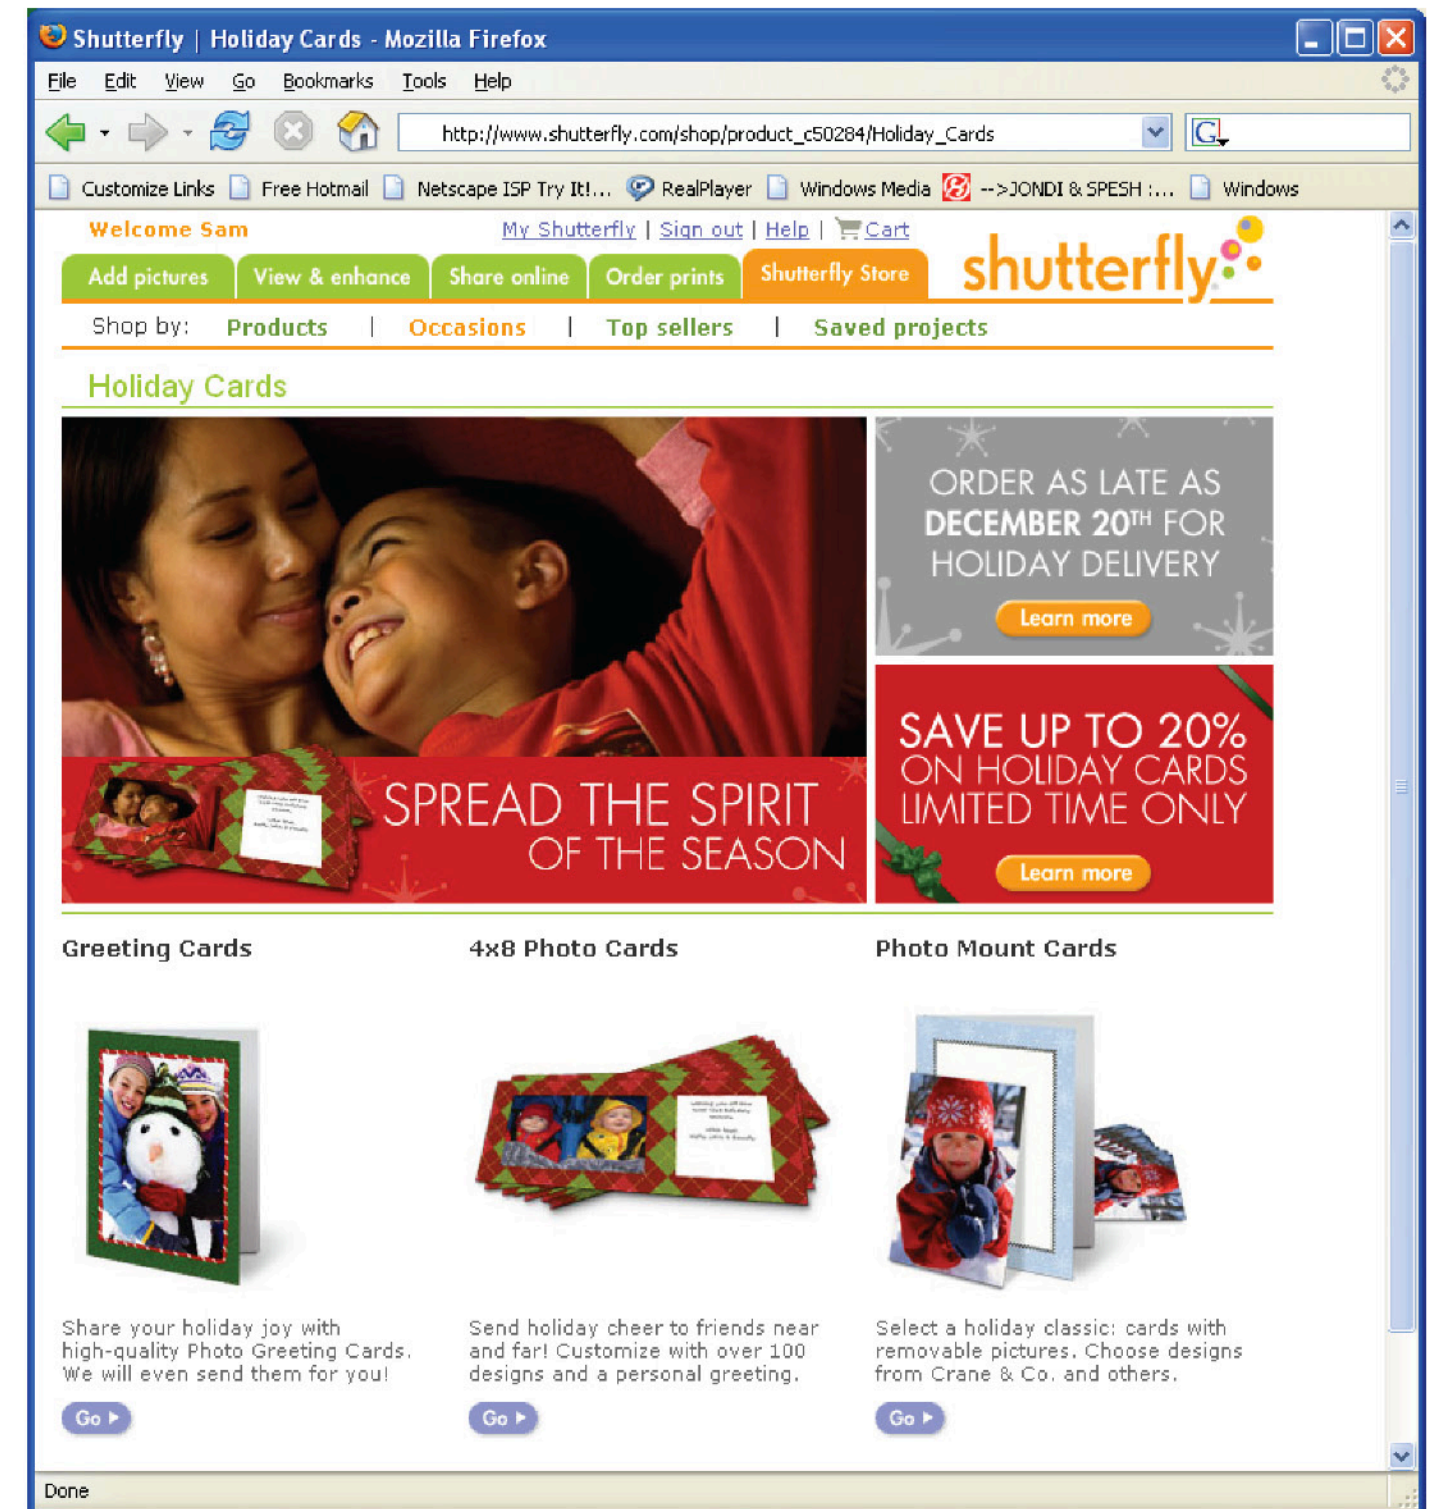 Shutterfly | Holiday Cards - Mozilla Firefox
File Edit View Go Bookmarks Tools Help
http://www.shutterfly.com/shop/product_c50284/Holiday_Cards
G
Customize Links Free Hotmail Netscape ISP Try It!... RealPlayer Windows Media -->JONDI & SPESH :... Windows
Welcome Sam My Shutterfly | Sign out | Help | Cart
shutterfly
Add pictures View & enhance Share online Order prints Shutterfly Store
Shop by: Products | Occasions | Top sellers | Saved projects
Holiday Cards
ORDER AS LATE AS
DECEMBER 20TH FOR
HOLIDAY DELIVERY
Learn more
SPREAD THE SPIRIT
OF THE SEASON
SAVE UP TO 20%
ON HOLIDAY CARDS
LIMITED TIME ONLY
Learn more
Greeting Cards
Share your holiday joy with
high-quality Photo Greeting Cards.
We will even send them for you!
Go
4x8 Photo Cards
Send holiday cheer to friends near
and far! Customize with over 100
designs and a personal greeting.
Go
Photo Mount Cards
Select a holiday classic: cards with
removable pictures. Choose designs
from Crane & Co. and others.
Go
Done